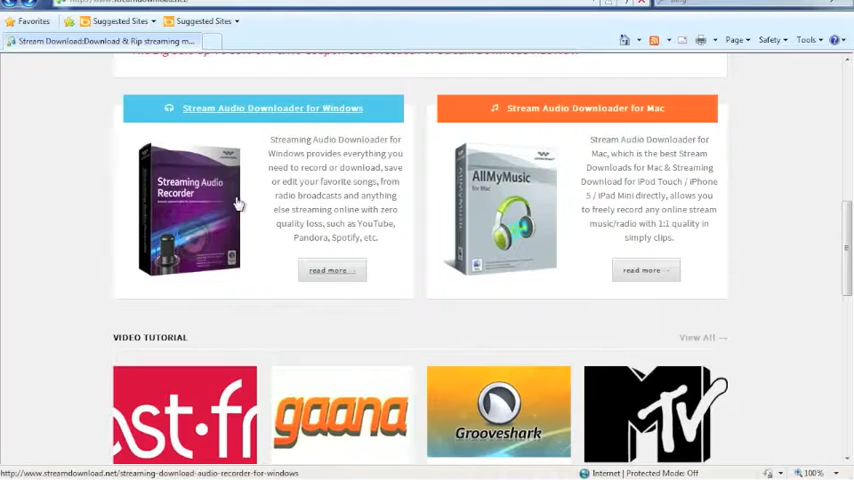 Favorites
Suggested Sites
Suggested Sites
Stream Download:Download & Rip streaming m...
Page
Safety
Tools
Stream Audio Downloader for Windows
Streaming Audio
Recorder
Streaming Audio Downloader for
Windows provides everything you
need to record or download, save
or edit your favorite songs, from
radio broadcasts and anything
else streaming online with zero
quality loss, such as YouTube,
Pandora, Spotify, etc.
read more →
Stream Audio Downloader for Mac
AllMyMusic
for Mac
Stream Audio Downloader for
Mac, which is the best Stream
Downloads for Mac & Streaming
Download for IPod Touch / IPhone
5 / IPad Mini directly, allows you
to freely record any online stream
music/radio with 1:1 quality in
simply clips.
read more →
VIDEO TUTORIAL
View All →
ast·fr
gaana
Grooveshark
MTV
http://www.streamdownload.net/streaming-download-audio-recorder-for-windows
Internet | Protected Mode: Off
100%